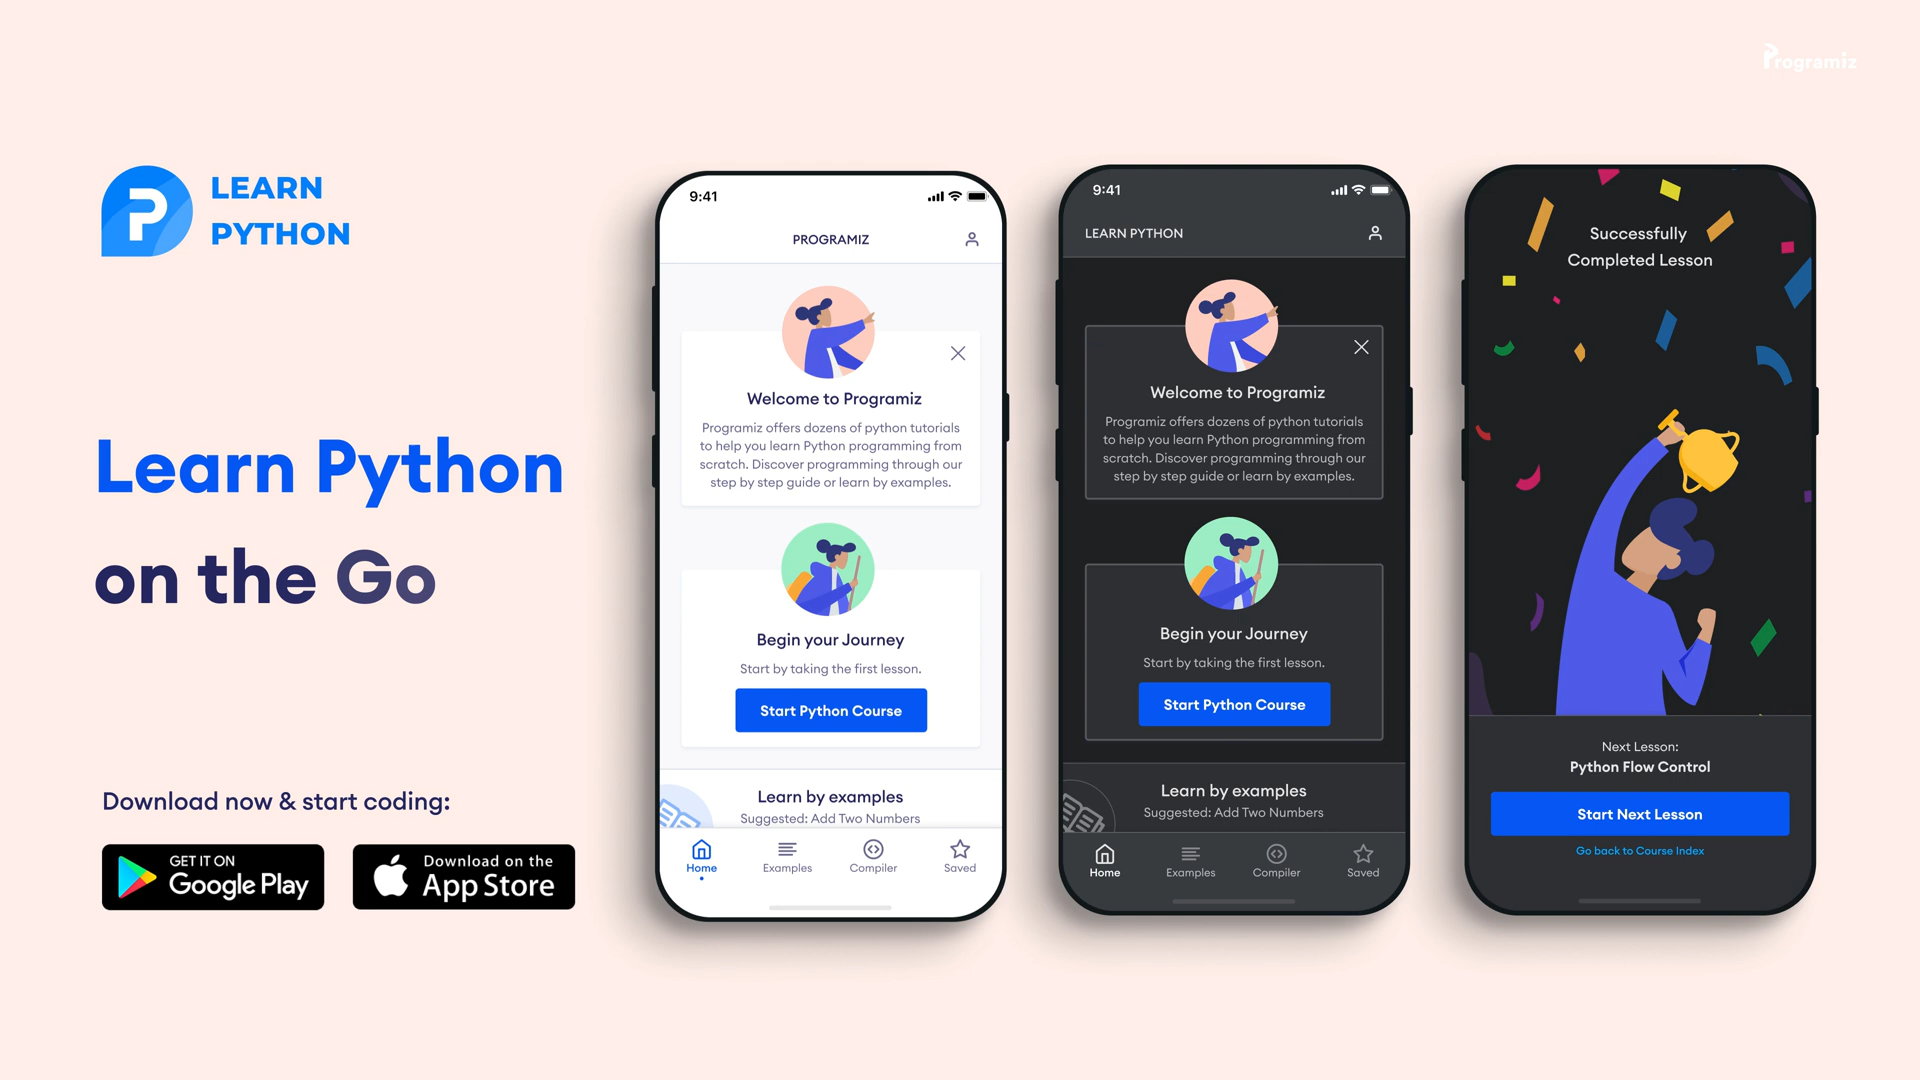 Programiz
LEARN
PYTHON
Learn Python
on the Go
Download now & start coding:
GET IT ON
Google Play
Download on the
App Store
9:41
PROGRAMIZ
Welcome to Programiz
Programiz offers dozens of python tutorials
to help you learn Python programming from
scratch. Discover programming through our
step by step guide or learn by examples.
Begin your Journey
Start by taking the first lesson.
Start Python Course
Learn by examples
Suggested: Add Two Numbers
Home
Examples
Compiler
Saved
9:41
LEARN PYTHON
Welcome to Programiz
Programiz offers dozens of python tutorials
to help you learn Python programming from
scratch. Discover programming through our
step by step guide or learn by examples.
Begin your Journey
Start by taking the first lesson.
Start Python Course
Learn by examples
Suggested: Add Two Numbers
Home
Examples
Compiler
Saved
Successfully
Completed Lesson
Next Lesson:
Python Flow Control
Start Next Lesson
Go back to Course Index